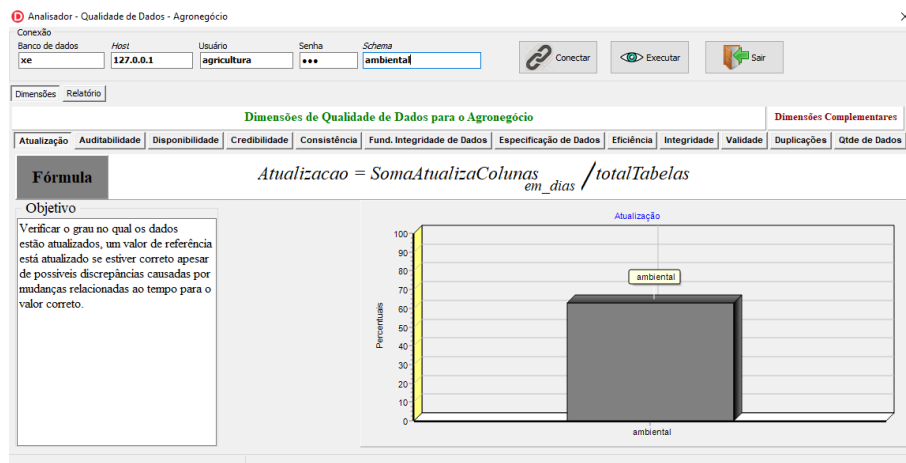 Analisador - Qualidade de Dados - Agronegócio
Conexão
Banco de dados Host Usuário Senha Schema
xe 127.0.0.1 agricultura ●●● ambiental
Conectar Executar Sair
Dimensões Relatório
Dimensões de Qualidade de Dados para o Agronegócio Dimensões Complementares
Atualização Auditabilidade Disponibilidade Credibilidade Consistência Fund. Integridade de Dados Especificação de Dados Eficiência Integridade Validade Duplicações Qtde de Dados
Fórmula Atualizacao = SomaAtualizaColunas em_dias / totalTabelas
Objetivo
Verificar o grau no qual os dados
estão atualizados, um valor de referência
está atualizado se estiver correto apesar
de possíveis discrepâncias causadas por
mudanças relacionadas ao tempo para o
valor correto.
Atualização
Percentuais
100
90
80
70
60
50
40
30
20
10
0
ambiental
ambiental